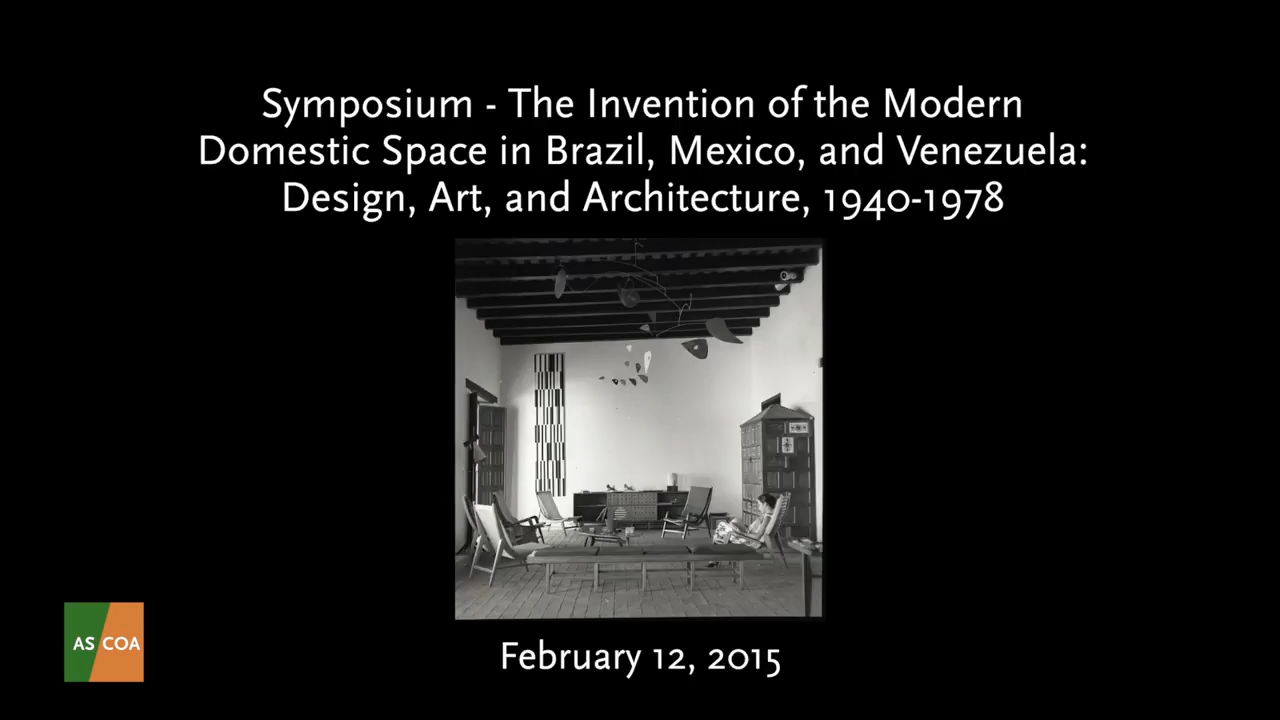 Symposium - The Invention of the Modern
Domestic Space in Brazil, Mexico, and Venezuela:
Design, Art, and Architecture, 1940-1978
AS COA
February 12, 2015